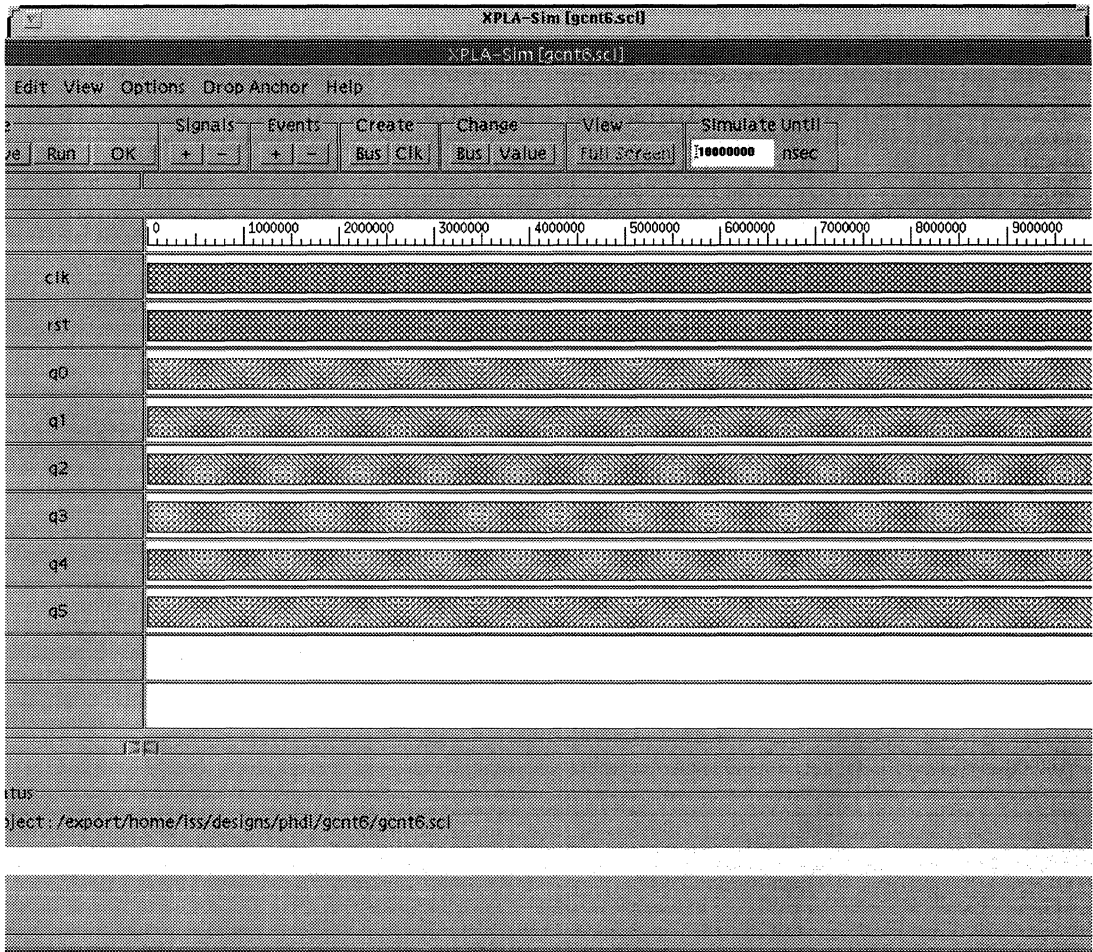 XPLA-Sim [gcnt6.scl]
XPLA-Sim [gcnt6.scl]
Edit View Options Drop Anchor Help
Signals Events Create Change View Simulate Until
Run OK + - + - Bus Clk Bus Value Full Screen 10000000 nsec
0 1000000 2000000 3000000 4000000 5000000 6000000 7000000 8000000 9000000
clk
rst
q0
q1
q2
q3
q4
q5
atus
oject : /export/home/iss/designs/phdl/gcnt6/gcnt6.scl